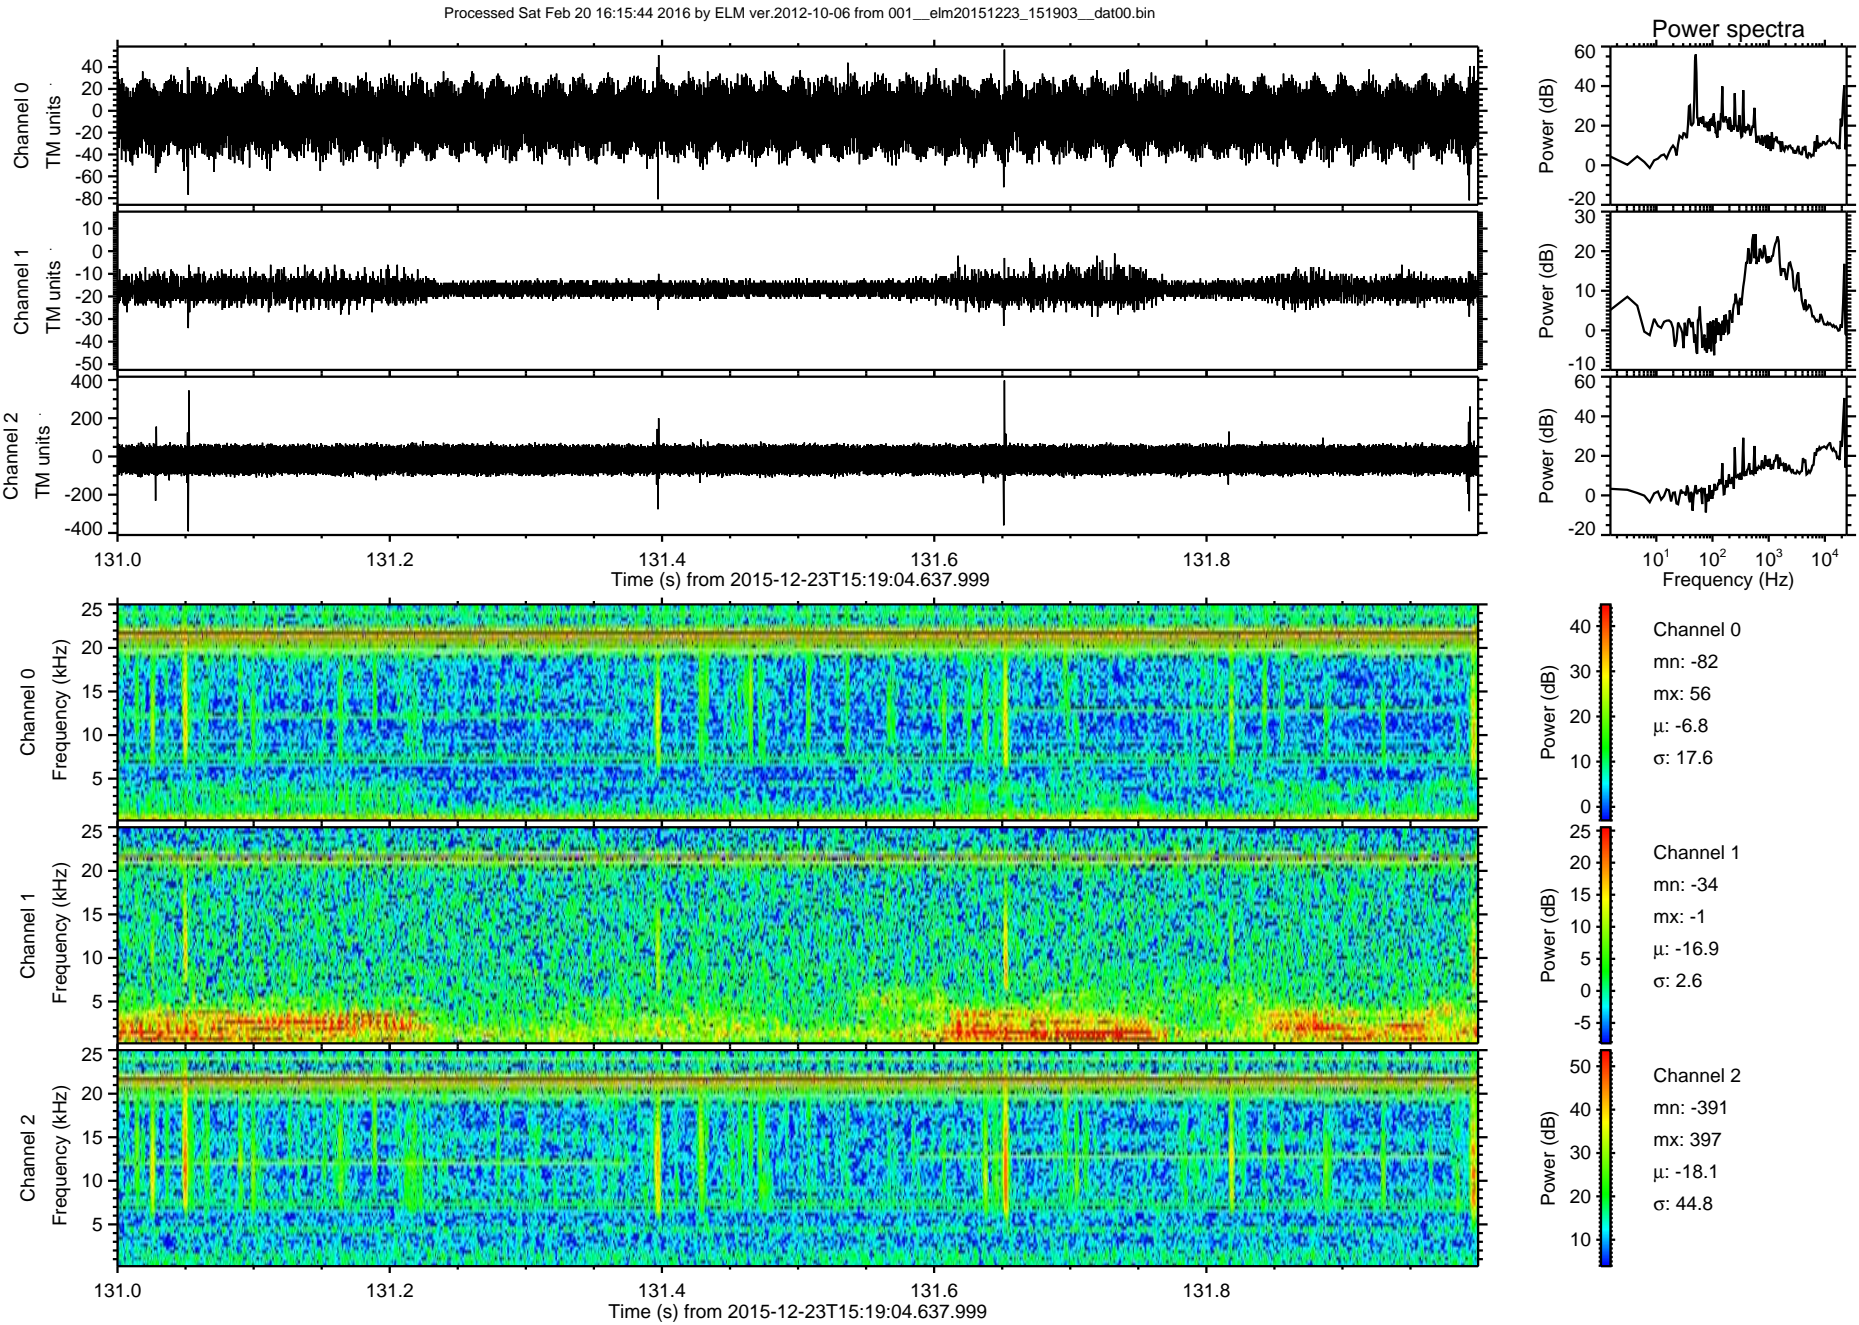 Processed Sat Feb 20 16:15:44 2016 by ELM ver.2012-10-06 from 001__elm20151223_151903__dat00.bin
Power spectra
Channel 0
TM units
40
20
0
-20
-40
-60
-80
Power (dB)
60
40
20
0
-20
Channel 1
TM units
10
0
-10
-20
-30
-40
-50
Power (dB)
30
20
10
0
-10
Channel 2
TM units
400
200
0
-200
-400
Power (dB)
60
40
20
0
-20
131.0 131.2 131.4 131.6 131.8
Time (s) from 2015-12-23T15:19:04.637.999
10^1 10^2 10^3 10^4
Frequency (Hz)
Channel 0
Frequency (kHz)
25
20
15
10
5
Power (dB)
40
30
20
10
0
Channel 0
mn: -82
mx: 56
μ: -6.8
σ: 17.6
Channel 1
Frequency (kHz)
25
20
15
10
5
Power (dB)
25
20
15
10
5
0
-5
Channel 1
mn: -34
mx: -1
μ: -16.9
σ: 2.6
Channel 2
Frequency (kHz)
25
20
15
10
5
Power (dB)
50
40
30
20
10
Channel 2
mn: -391
mx: 397
μ: -18.1
σ: 44.8
131.0 131.2 131.4 131.6 131.8
Time (s) from 2015-12-23T15:19:04.637.999